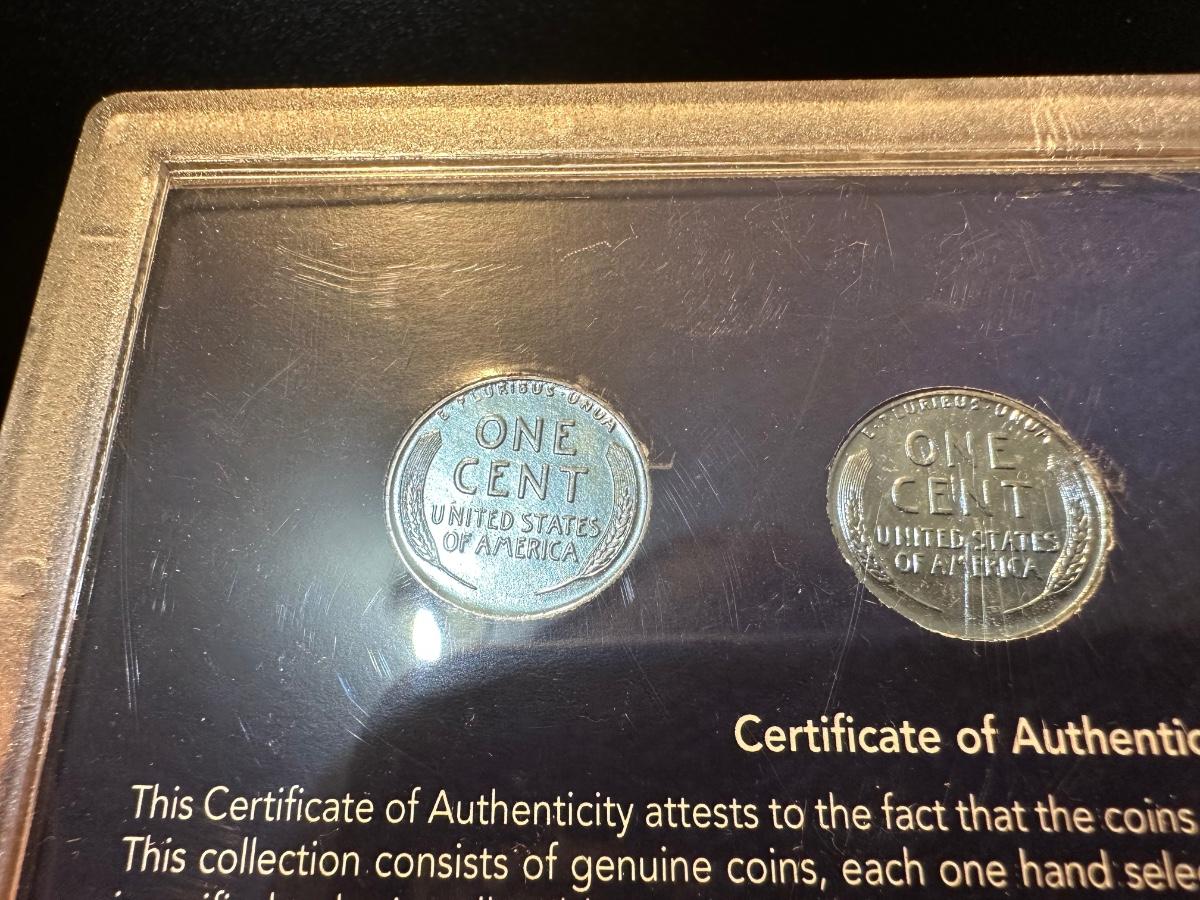 E·PLURIBUS·UNUM
ONE
CENT
UNITED STATES
OF AMERICA
E·PLURIBUS·UNUM
ONE
CENT
UNITED STATES
OF AMERICA
Certificate of Authentic
This Certificate of Authenticity attests to the fact that the coins
This collection consists of genuine coins, each one hand selec